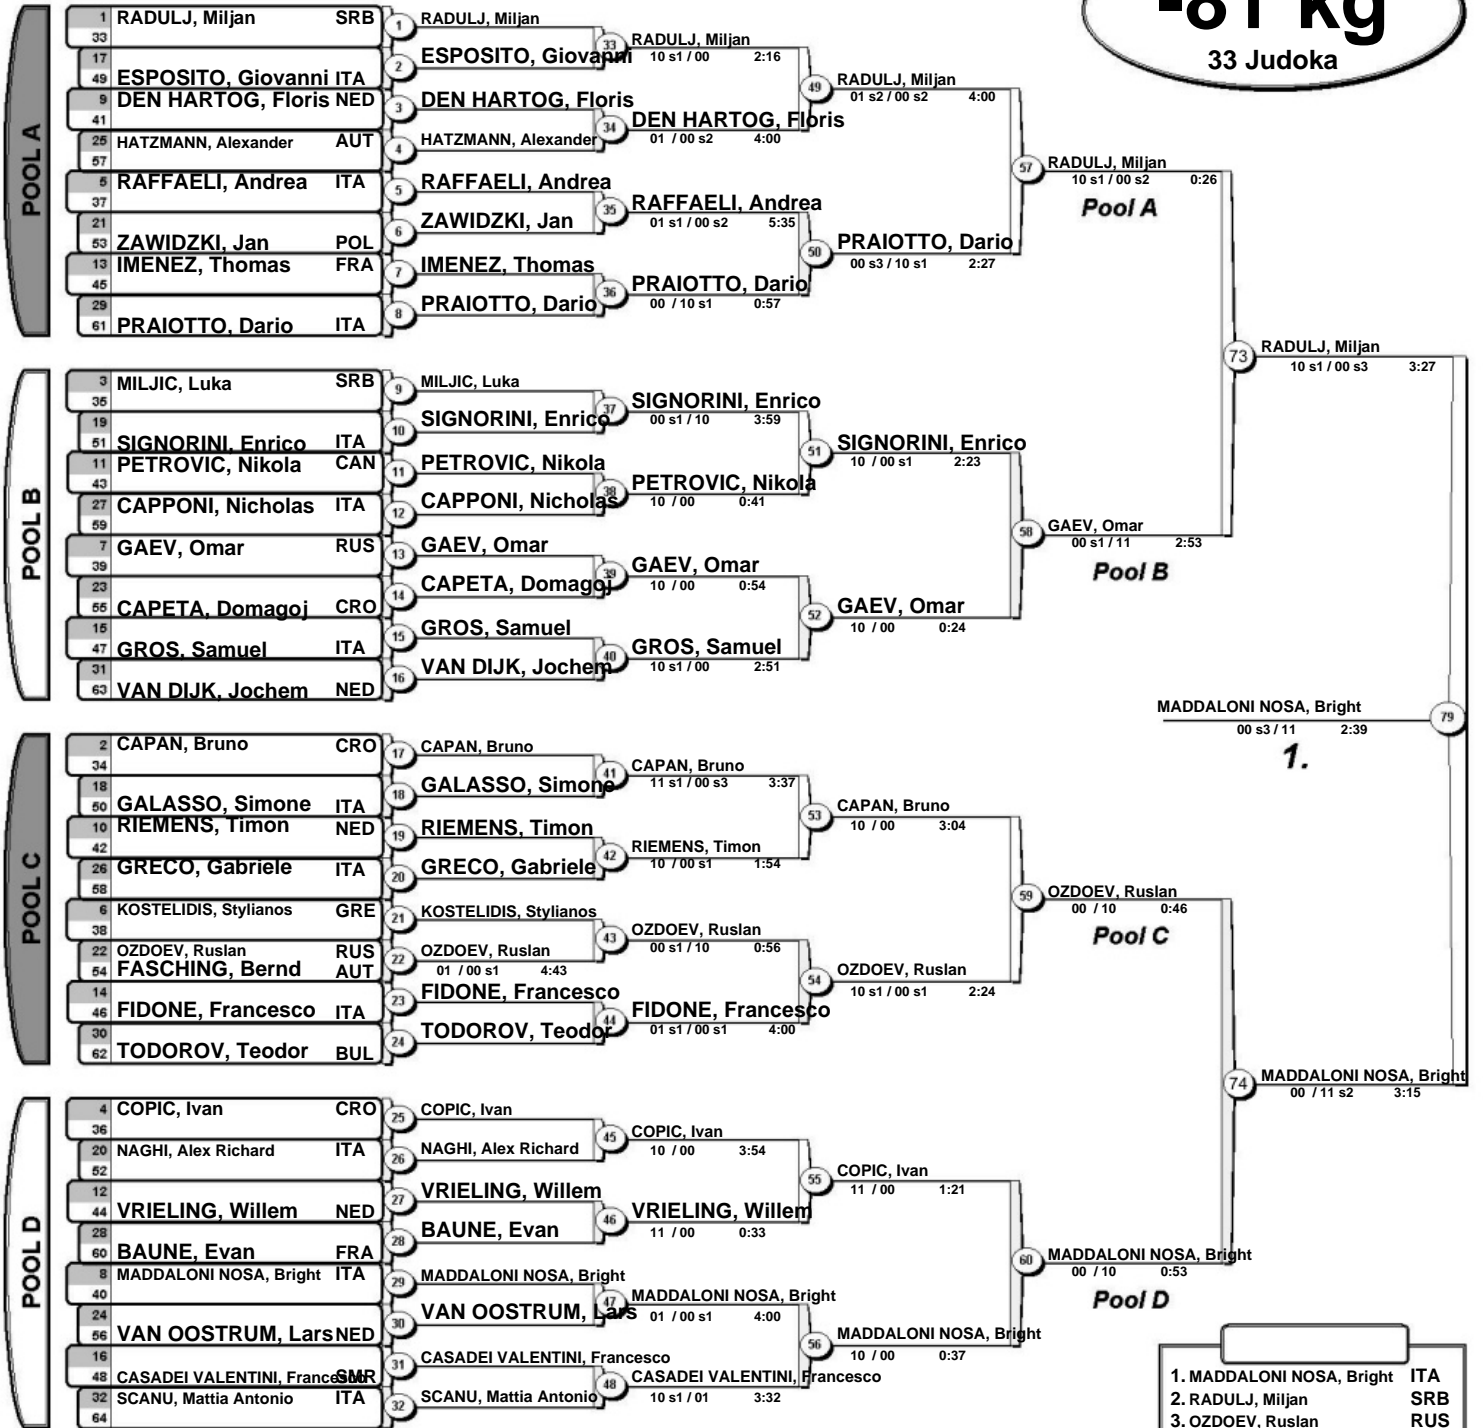 -81 kg
33 Judoka
POOL A
1 RADULJ, Miljan SRB
33
17
49 ESPOSITO, Giovanni ITA
9 DEN HARTOG, Floris NED
41
25 HATZMANN, Alexander AUT
57
5 RAFFAELI, Andrea ITA
37
21
53 ZAWIDZKI, Jan POL
13 IMENEZ, Thomas FRA
45
29
61 PRAIOTTO, Dario ITA
1 RADULJ, Miljan
2 ESPOSITO, Giovanni
3 DEN HARTOG, Floris
4 HATZMANN, Alexander
5 RAFFAELI, Andrea
6 ZAWIDZKI, Jan
7 IMENEZ, Thomas
8 PRAIOTTO, Dario
33 RADULJ, Miljan
10 s1 / 00 2:16
34 DEN HARTOG, Floris
01 / 00 s2 4:00
35 RAFFAELI, Andrea
01 s1 / 00 s2 5:35
36 PRAIOTTO, Dario
00 / 10 s1 0:57
49 RADULJ, Miljan
01 s2 / 00 s2 4:00
50 PRAIOTTO, Dario
00 s3 / 10 s1 2:27
57 RADULJ, Miljan
10 s1 / 00 s2 0:26
Pool A
POOL B
3 MILJIC, Luka SRB
35
19
51 SIGNORINI, Enrico ITA
11 PETROVIC, Nikola CAN
43
27 CAPPONI, Nicholas ITA
59
7 GAEV, Omar RUS
39
23
55 CAPETA, Domagoj CRO
15
47 GROS, Samuel ITA
31
63 VAN DIJK, Jochem NED
9 MILJIC, Luka
10 SIGNORINI, Enrico
11 PETROVIC, Nikola
12 CAPPONI, Nicholas
13 GAEV, Omar
14 CAPETA, Domagoj
15 GROS, Samuel
16 VAN DIJK, Jochem
37 SIGNORINI, Enrico
00 s1 / 10 3:59
38 PETROVIC, Nikola
10 / 00 0:41
39 GAEV, Omar
10 / 00 0:54
40 GROS, Samuel
10 s1 / 00 2:51
51 SIGNORINI, Enrico
10 / 00 s1 2:23
52 GAEV, Omar
10 / 00 0:24
58 GAEV, Omar
00 s1 / 11 2:53
Pool B
73 RADULJ, Miljan
10 s1 / 00 s3 3:27
MADDALONI NOSA, Bright 79
00 s3 / 11 2:39
1.
POOL C
2 CAPAN, Bruno CRO
34
18
50 GALASSO, Simone ITA
10 RIEMENS, Timon NED
42
26 GRECO, Gabriele ITA
58
6 KOSTELIDIS, Stylianos GRE
38
22 OZDOEV, Ruslan RUS
54 FASCHING, Bernd AUT
14
46 FIDONE, Francesco ITA
30
62 TODOROV, Teodor BUL
17 CAPAN, Bruno
18 GALASSO, Simone
19 RIEMENS, Timon
20 GRECO, Gabriele
21 KOSTELIDIS, Stylianos
22 OZDOEV, Ruslan
01 / 00 s1 4:43
23 FIDONE, Francesco
24 TODOROV, Teodor
41 CAPAN, Bruno
11 s1 / 00 s3 3:37
42 RIEMENS, Timon
10 / 00 s1 1:54
43 OZDOEV, Ruslan
00 s1 / 10 0:56
44 FIDONE, Francesco
01 s1 / 00 s1 4:00
53 CAPAN, Bruno
10 / 00 3:04
54 OZDOEV, Ruslan
10 s1 / 00 s1 2:24
59 OZDOEV, Ruslan
00 / 10 0:46
Pool C
POOL D
4 COPIC, Ivan CRO
36
20 NAGHI, Alex Richard ITA
52
12
44 VRIELING, Willem NED
28
60 BAUNE, Evan FRA
8 MADDALONI NOSA, Bright ITA
40
24
56 VAN OOSTRUM, Lars NED
16
48 CASADEI VALENTINI, Francesco SMR
32 SCANU, Mattia Antonio ITA
64
25 COPIC, Ivan
26 NAGHI, Alex Richard
27 VRIELING, Willem
28 BAUNE, Evan
29 MADDALONI NOSA, Bright
30 VAN OOSTRUM, Lars
31 CASADEI VALENTINI, Francesco
32 SCANU, Mattia Antonio
45 COPIC, Ivan
10 / 00 3:54
46 VRIELING, Willem
11 / 00 0:33
47 MADDALONI NOSA, Bright
01 / 00 s1 4:00
48 CASADEI VALENTINI, Francesco
10 s1 / 01 3:32
55 COPIC, Ivan
11 / 00 1:21
56 MADDALONI NOSA, Bright
10 / 00 0:37
60 MADDALONI NOSA, Bright
00 / 10 0:53
Pool D
74 MADDALONI NOSA, Bright
00 / 11 s2 3:15
1. MADDALONI NOSA, Bright ITA
2. RADULJ, Miljan SRB
3. OZDOEV, Ruslan RUS